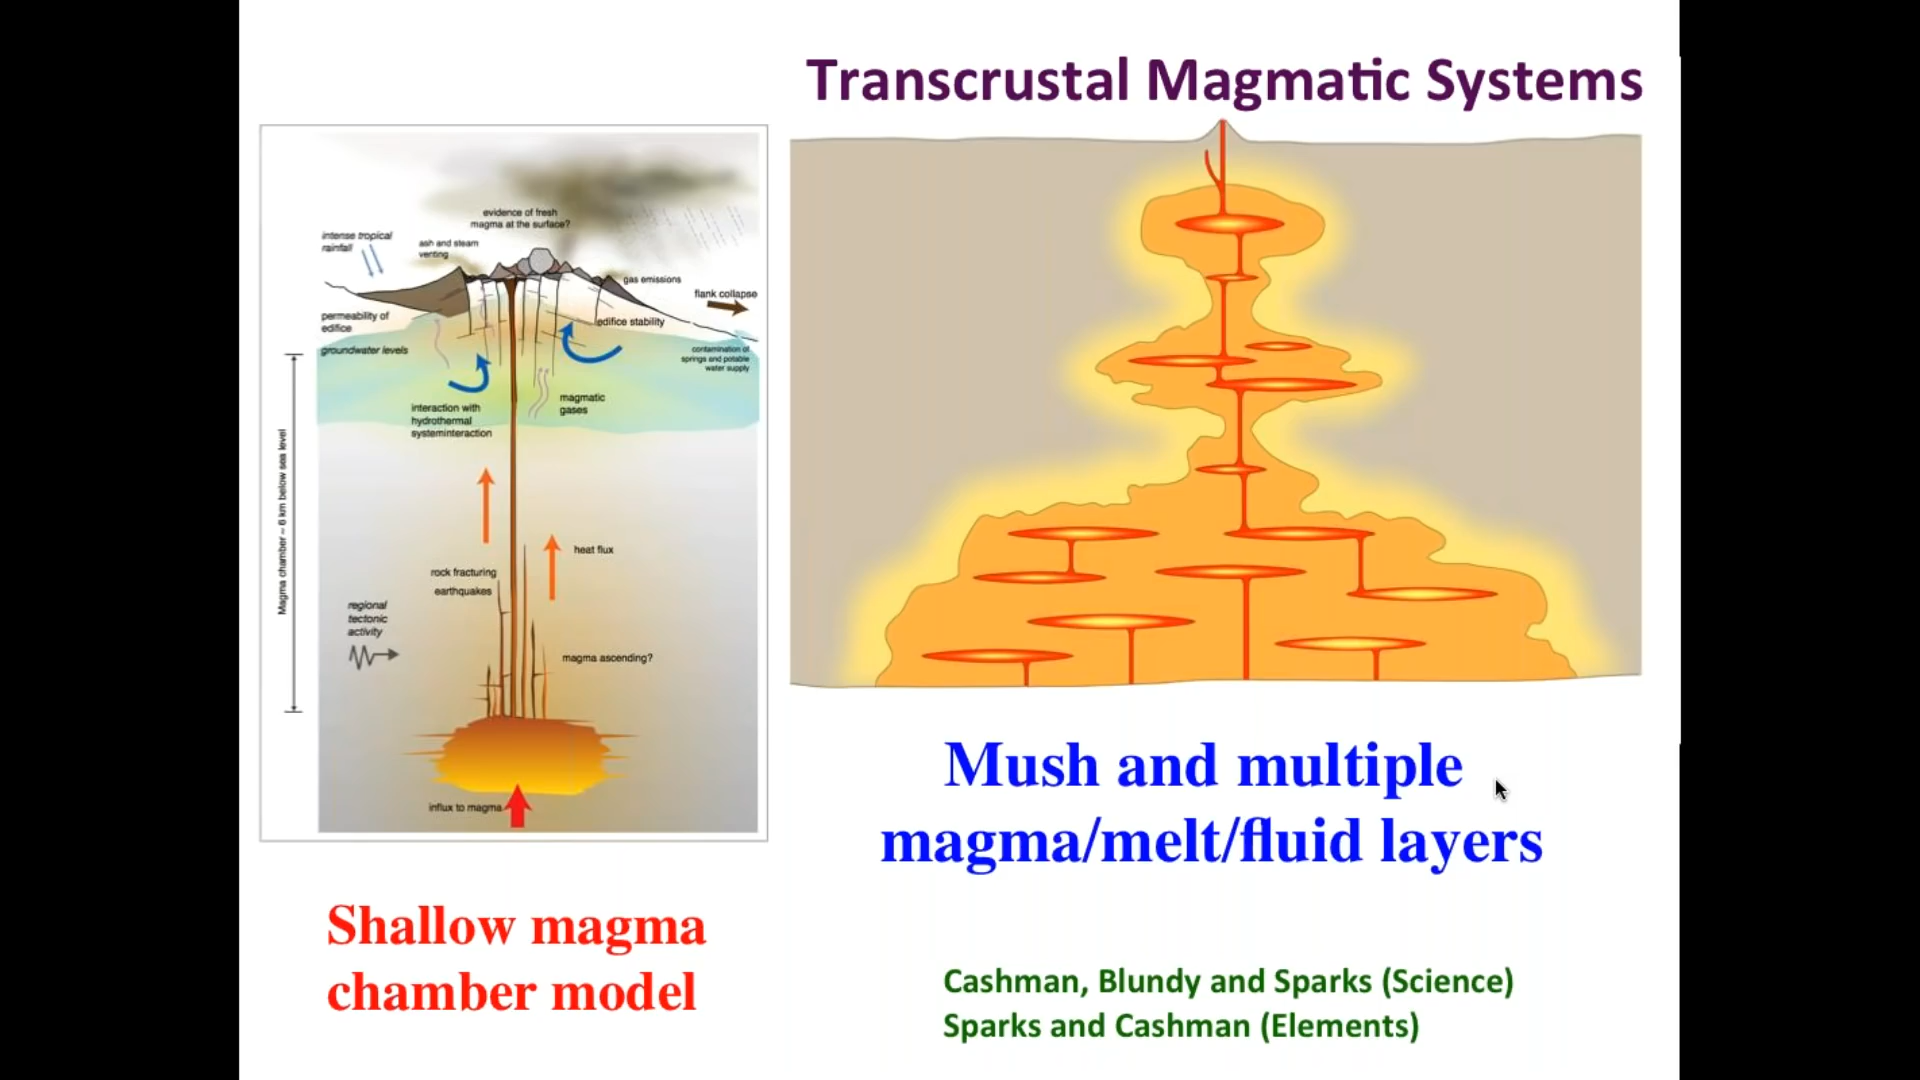 Transcrustal Magmatic Systems
evidence of fresh
magma at the surface?
intense tropical
rainfall
ash and steam
venting
gas emissions
flank collapse
permeability of
edifice
edifice stability
groundwater levels
contamination of
springs and potable
water supply
magmatic
gases
interaction with
hydrothermal
systeminteraction
Magma chamber – 6 km below sea level
heat flux
rock fracturing
earthquakes
regional
tectonic
activity
magma ascending?
influx to magma
Mush and multiple
magma/melt/fluid layers
Shallow magma
chamber model
Cashman, Blundy and Sparks (Science)
Sparks and Cashman (Elements)